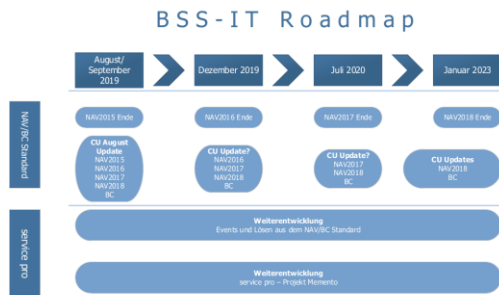 BSS-IT Roadmap
August/
September
2019
Dezember 2019
Juli 2020
Januar 2023
NAV/BC Standard
NAV2015 Ende
NAV2016 Ende
NAV2017 Ende
NAV2018 Ende
CU August
Update
NAV2015
NAV2016
NAV2017
NAV2018
BC
CU Update?
NAV2016
NAV2017
NAV2018
BC
CU Update?
NAV2017
NAV2018
BC
CU Updates
NAV2018
BC
service pro
Weiterentwicklung
Events und Lösen aus dem NAV/BC Standard
Weiterentwicklung
service pro – Projekt Memento